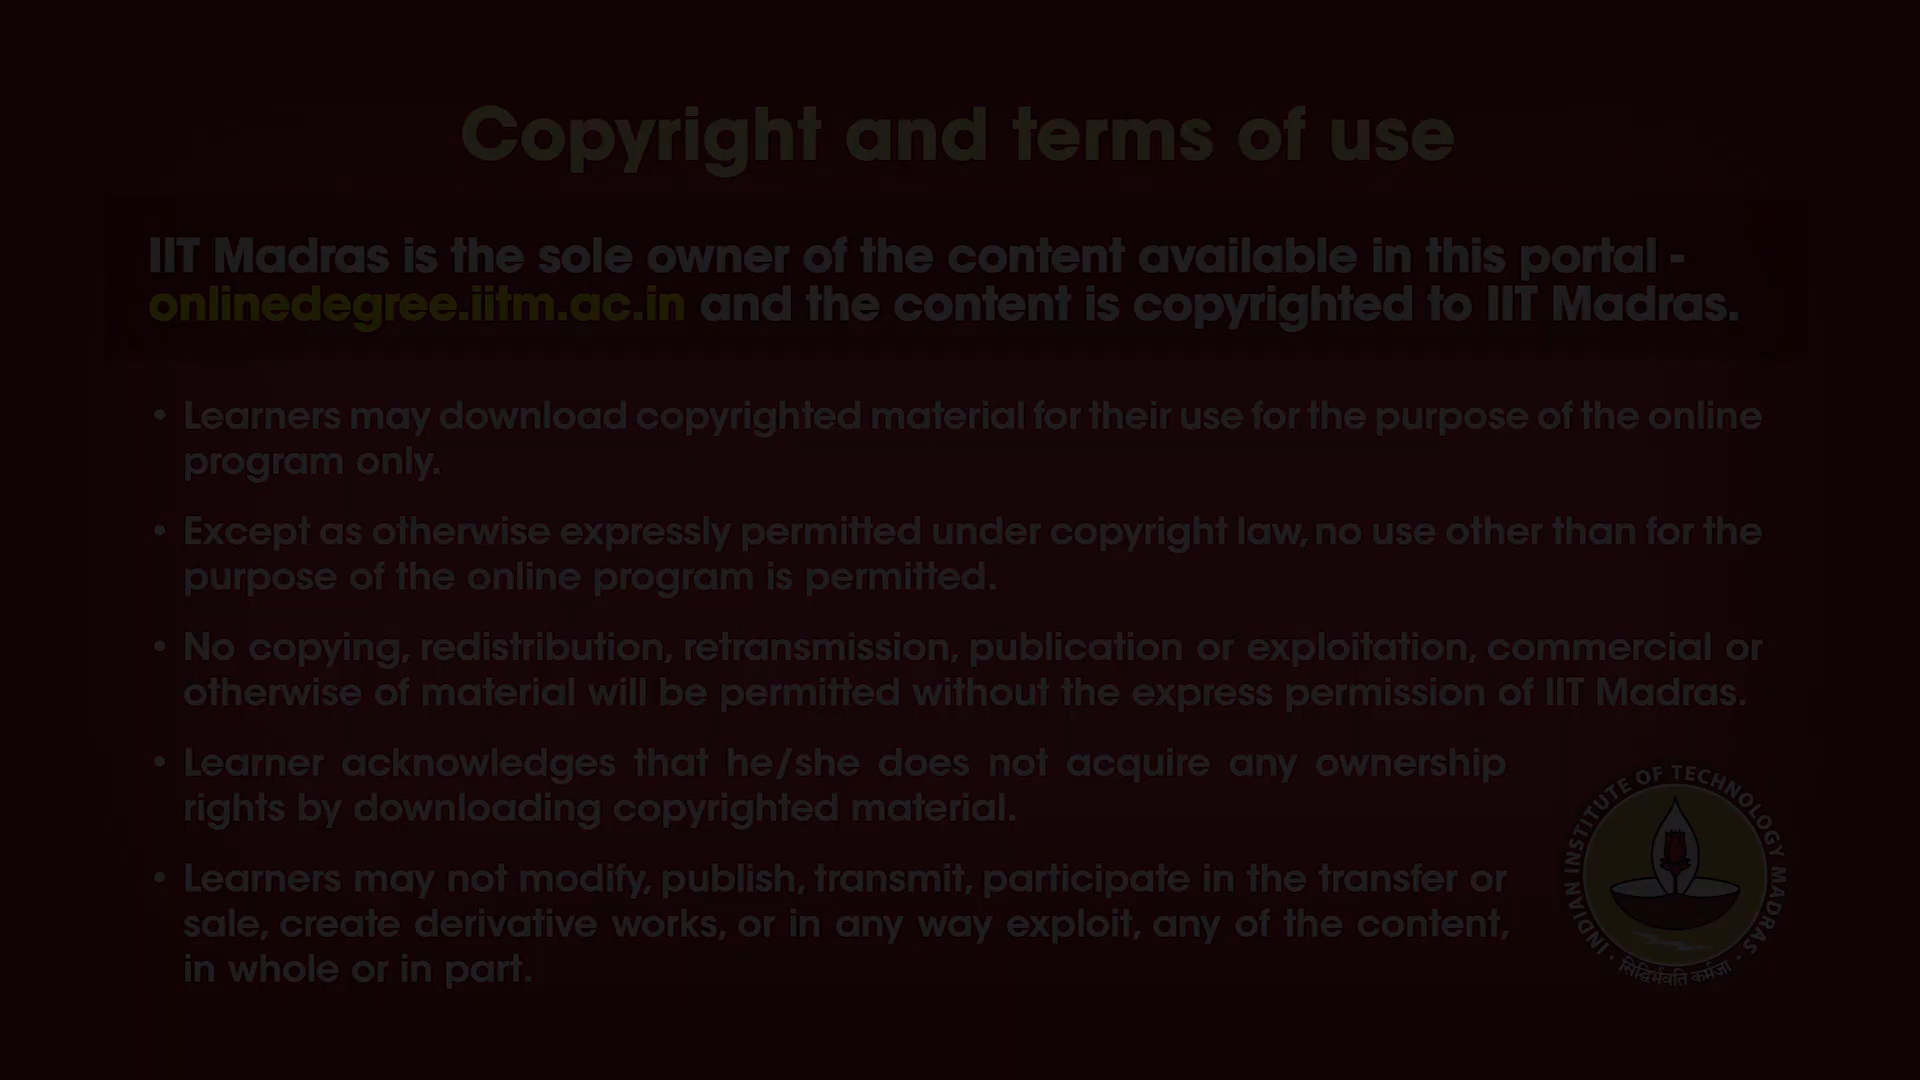 Copyright and terms of use
IIT Madras is the sole owner of the content available in this portal -
onlinedegree.iitm.ac.in and the content is copyrighted to IIT Madras.
• Learners may download copyrighted material for their use for the purpose of the online
program only.
• Except as otherwise expressly permitted under copyright law, no use other than for the
purpose of the online program is permitted.
• No copying, redistribution, retransmission, publication or exploitation, commercial or
otherwise of material will be permitted without the express permission of IIT Madras.
• Learner acknowledges that he/she does not acquire any ownership
rights by downloading copyrighted material.
• Learners may not modify, publish, transmit, participate in the transfer or
sale, create derivative works, or in any way exploit, any of the content,
in whole or in part.
INDIAN INSTITUTE OF TECHNOLOGY MADRAS
सिद्धिर्भवति कर्मजा